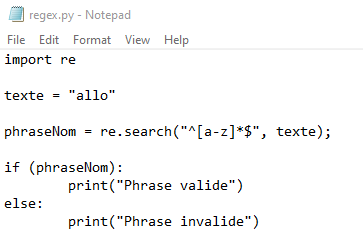 regex.py - Notepad
File Edit Format View Help
import re
texte = "allo"
phraseNom = re.search("^[a-z]*$", texte);
if (phraseNom):
        print("Phrase valide")
else:
        print("Phrase invalide")